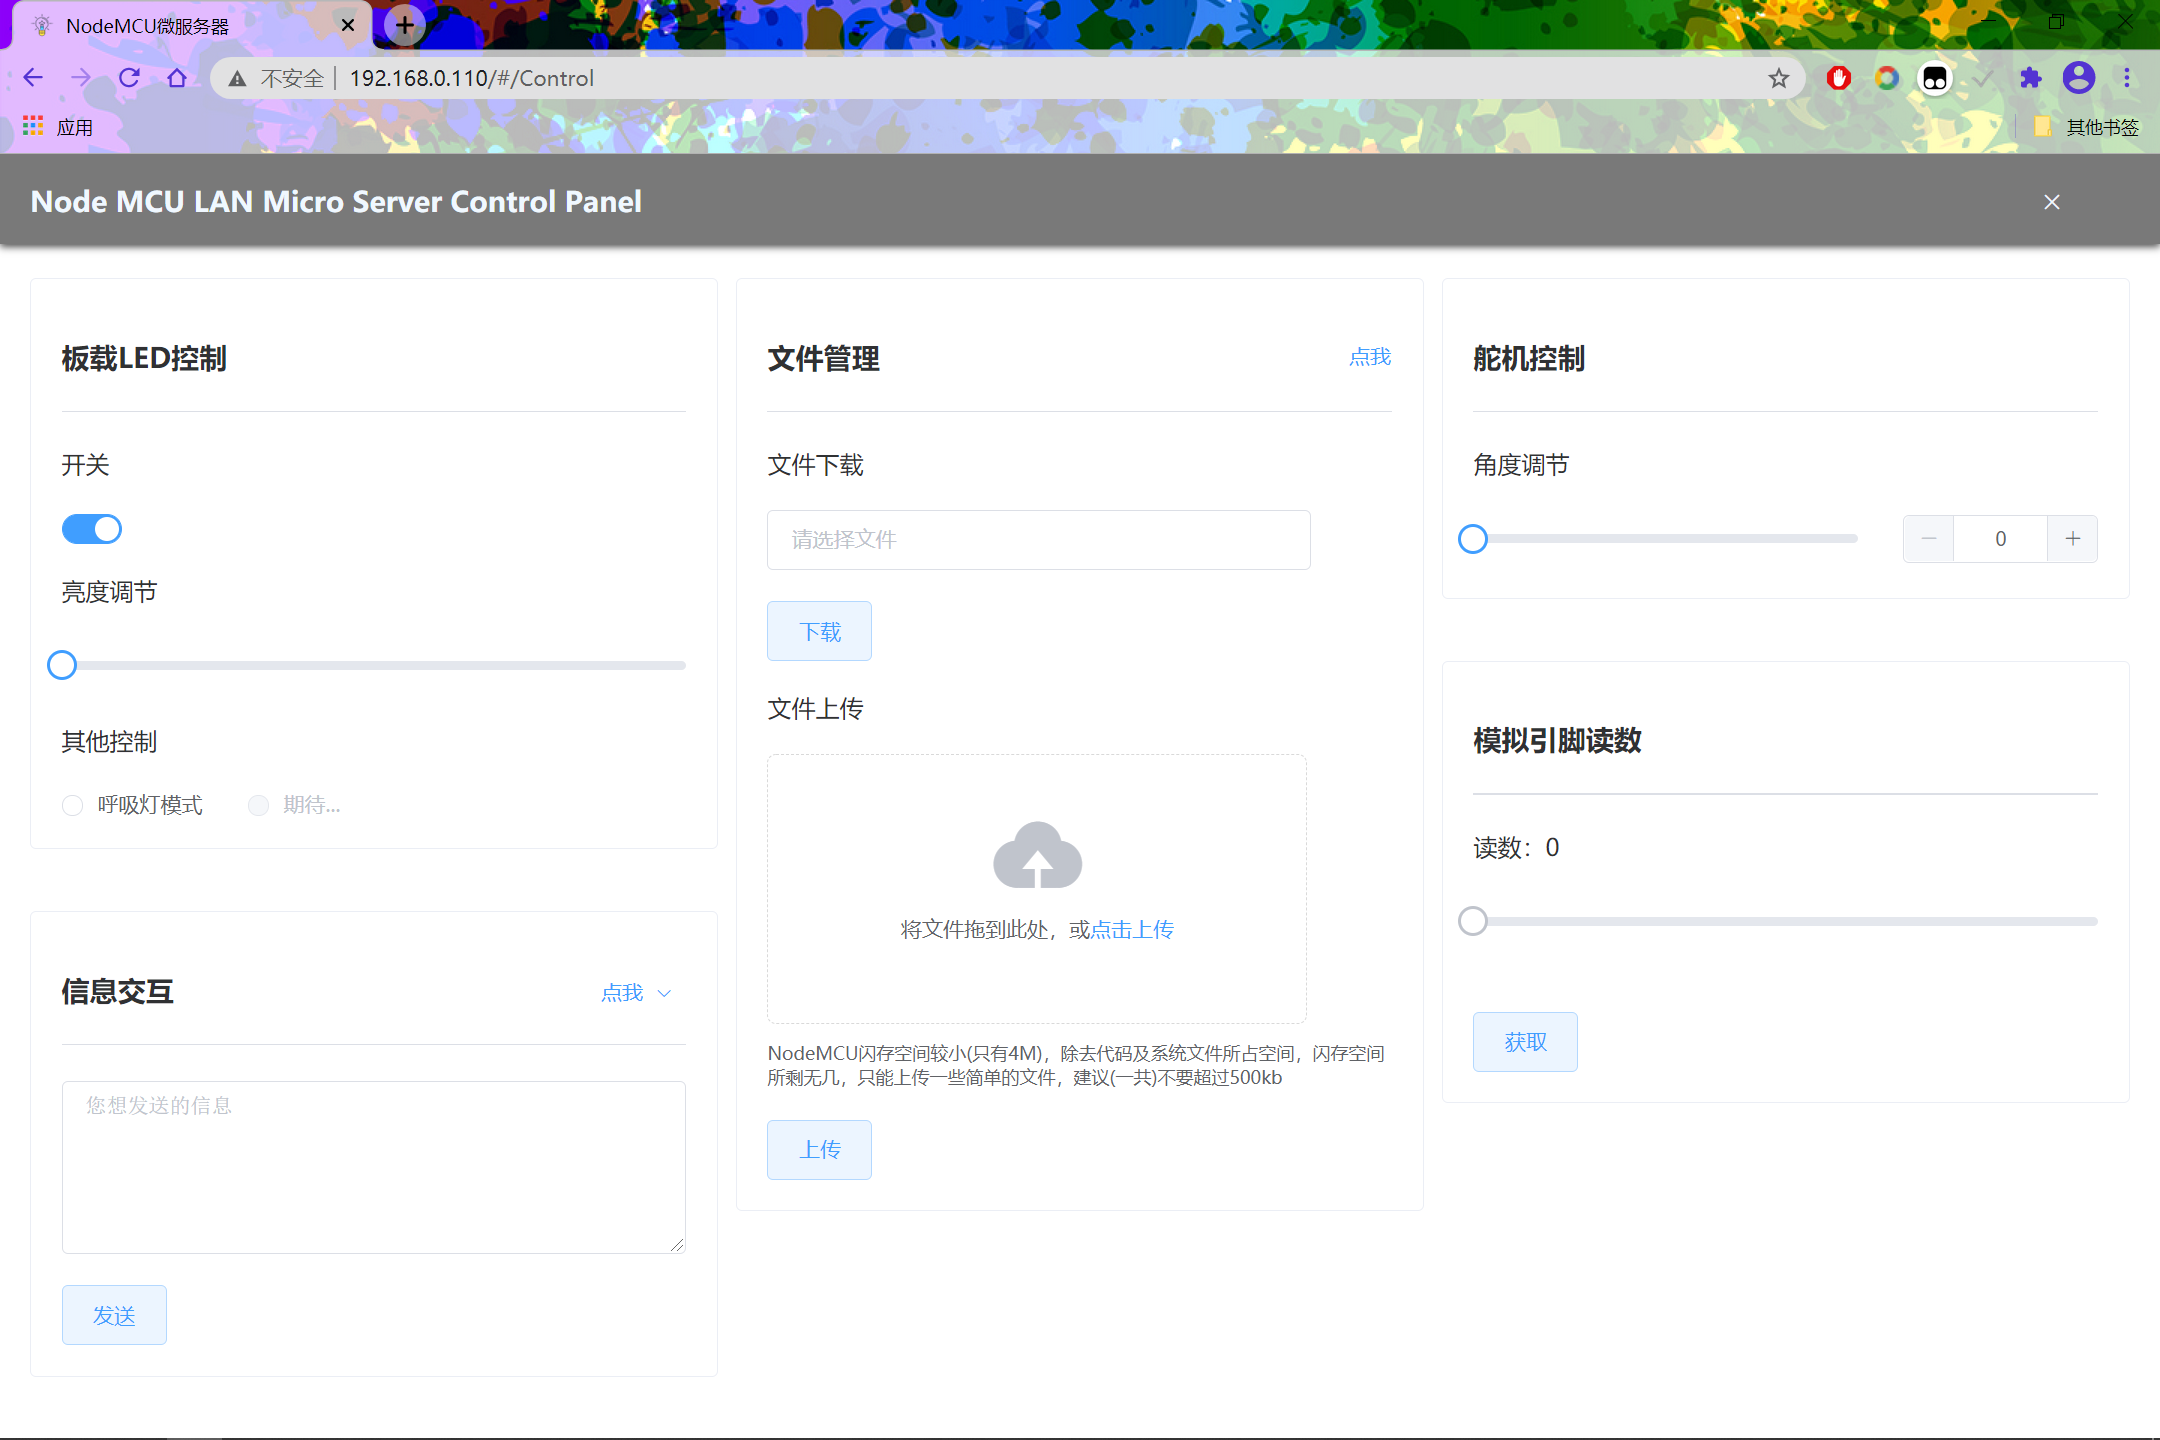 NodeMCU微服务器
不安全 | 192.168.0.110/#/Control
应用
其他书签
Node MCU LAN Micro Server Control Panel
板载LED控制
开关
亮度调节
其他控制
呼吸灯模式 期待...
信息交互 点我
您想发送的信息
发送
文件管理 点我
文件下载
请选择文件
下载
文件上传
将文件拖到此处，或点击上传
NodeMCU闪存空间较小(只有4M)，除去代码及系统文件所占空间，闪存空间
所剩无几，只能上传一些简单的文件，建议(一共)不要超过500kb
上传
舵机控制
角度调节
0
模拟引脚读数
读数：0
获取